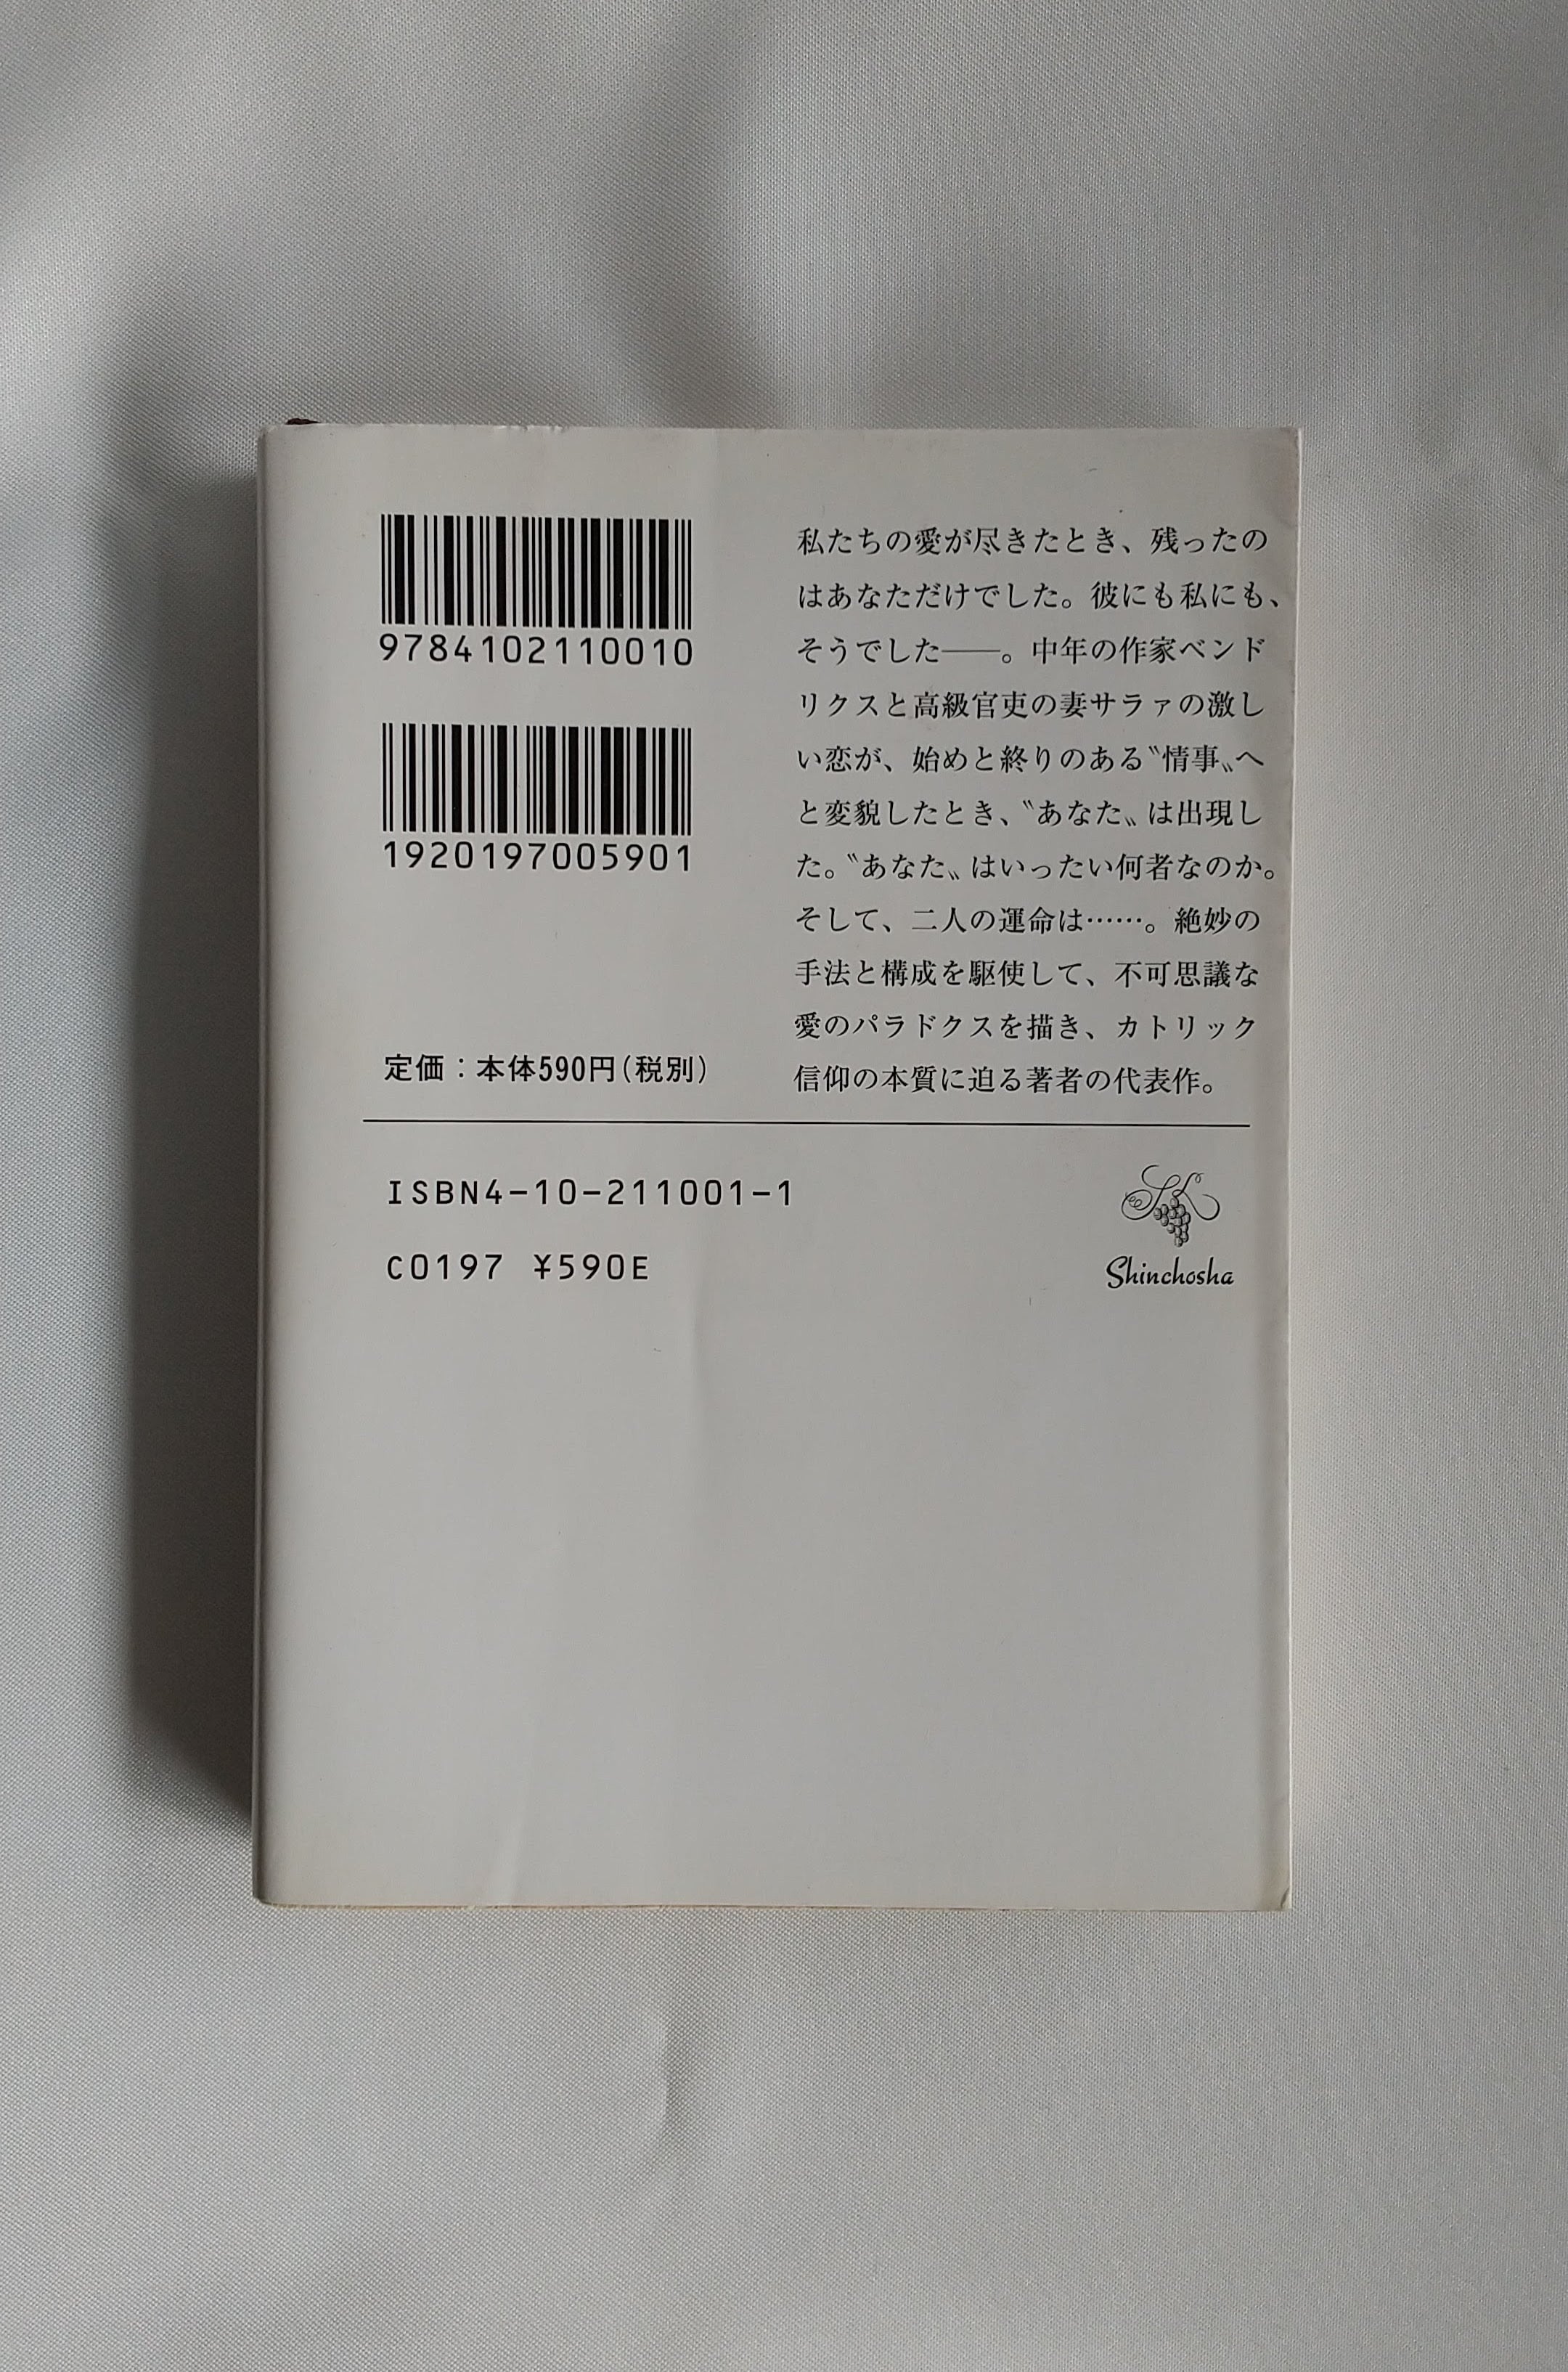 9784102110010
1920197005901
定価：本体590円(税別)
私たちの愛が尽きたとき、残ったの
はあなただけでした。彼にも私にも、
そうでした――。中年の作家ベンド
リクスと高級官吏の妻サラァの激し
い恋が、始めと終りのある〝情事〟へ
と変貌したとき、〝あなた〟は出現し
た。〝あなた〟はいったい何者なのか。
そして、二人の運命は……。絶妙の
手法と構成を駆使して、不可思議な
愛のパラドクスを描き、カトリック
信仰の本質に迫る著者の代表作。
ISBN4-10-211001-1
C0197 ¥590E
Shinchosha